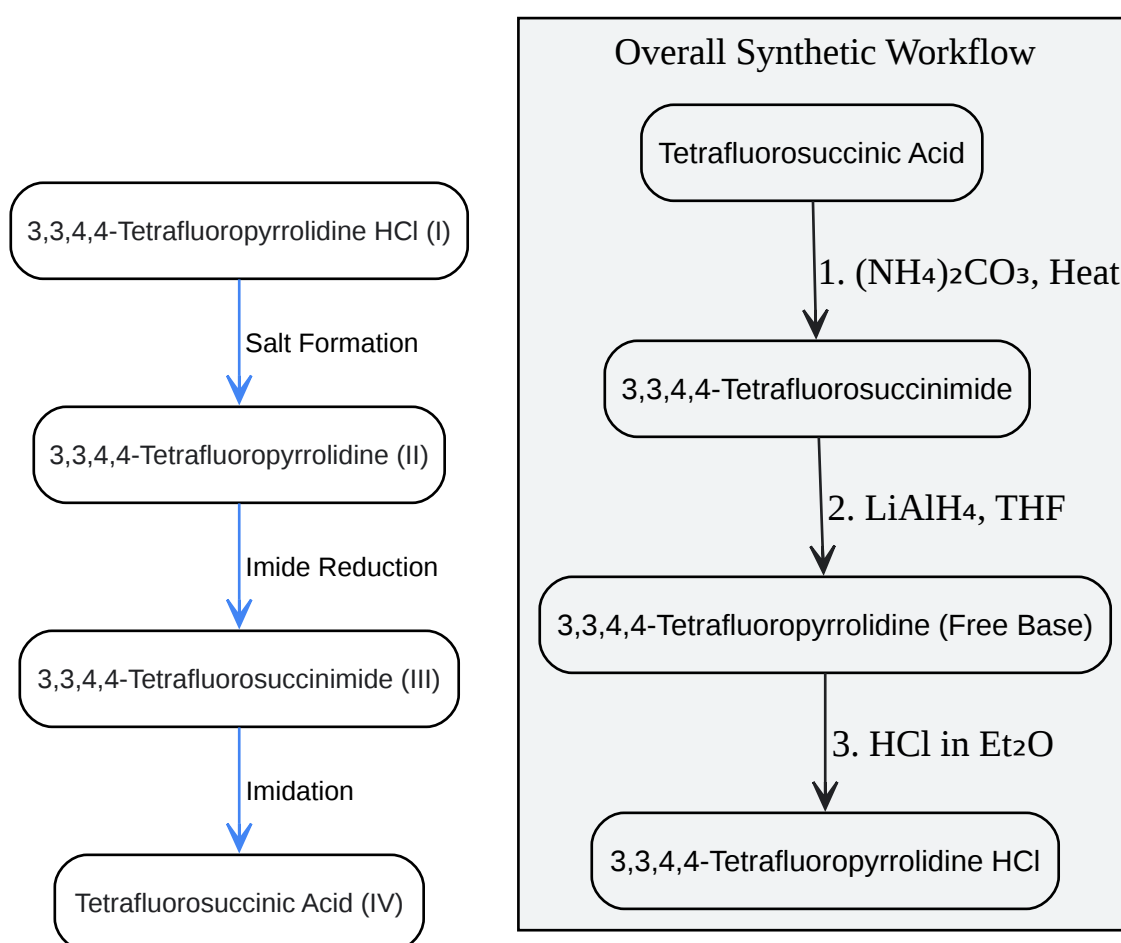 3,3,4,4-Tetrafluoropyrrolidine HCl (I)
Salt Formation
3,3,4,4-Tetrafluoropyrrolidine (II)
Imide Reduction
3,3,4,4-Tetrafluorosuccinimide (III)
Imidation
Tetrafluorosuccinic Acid (IV)
Overall Synthetic Workflow
Tetrafluorosuccinic Acid
1. (NH₄)₂CO₃, Heat
3,3,4,4-Tetrafluorosuccinimide
2. LiAlH₄, THF
3,3,4,4-Tetrafluoropyrrolidine (Free Base)
3. HCl in Et₂O
3,3,4,4-Tetrafluoropyrrolidine HCl